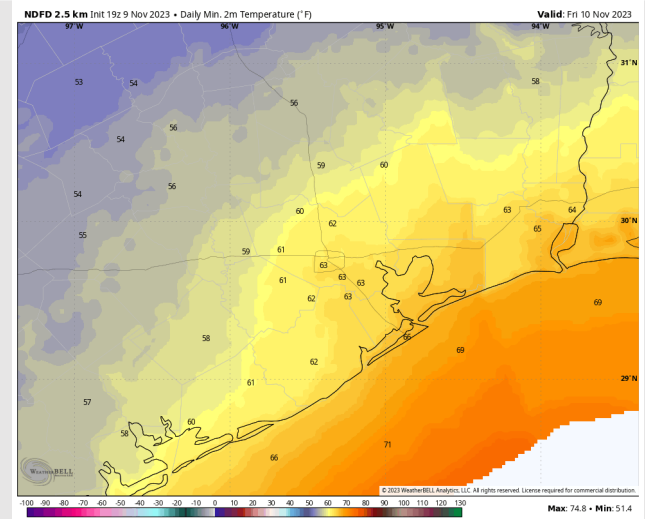 NDFD 2.5 km Init 19z 9 Nov 2023 • Daily Min. 2m Temperature (°F)
Valid: Fri 10 Nov 2023
97°W 96°W 95°W 94°W
31°N
53 54 58
56
56
54
59 60
56
54
60 63 64
62
65
30°N
55
59 61
63
63
61 63
62 63
69
58 66
69
62
29°N
61
57
60
58
71
66
WEATHERBELL
© 2023 WeatherBELL Analytics, LLC. All rights reserved. License required for commercial distribution.
-100 -90 -80 -70 -60 -50 -40 -30 -20 -10 0 10 20 30 40 50 60 70 80 90 100 110 120 130
Max: 74.8 • Min: 51.4